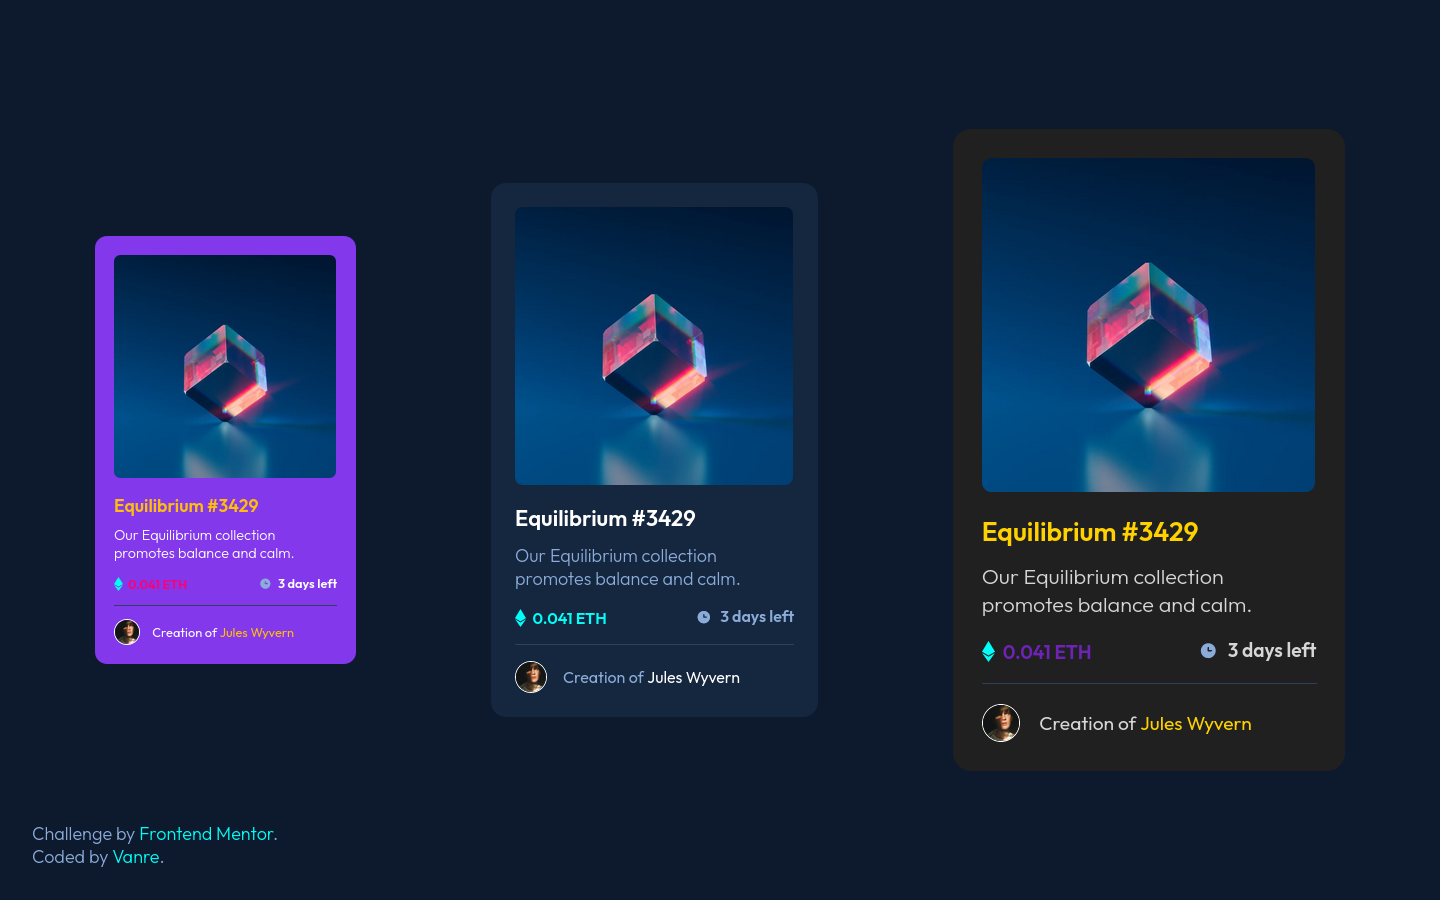 Equilibrium #3429
Our Equilibrium collection
promotes balance and calm.
0.041 ETH
3 days left
Creation of Jules Wyvern
Equilibrium #3429
Our Equilibrium collection
promotes balance and calm.
0.041 ETH
3 days left
Creation of Jules Wyvern
Equilibrium #3429
Our Equilibrium collection
promotes balance and calm.
0.041 ETH
3 days left
Creation of Jules Wyvern
Challenge by Frontend Mentor.
Coded by Vanre.